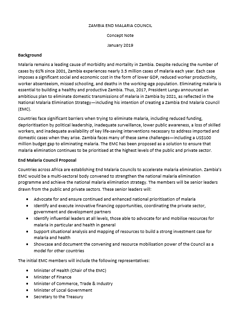 ZAMBIA END MALARIA COUNCIL
Concept Note
January 2019
Background
Malaria remains a leading cause of morbidity and mortality in Zambia. Despite reducing the number of
cases by 61% since 2001, Zambia experiences nearly 2.5 million cases of malaria each year. Each case
imposes a significant social and economic cost in the form of lower GDP, reduced worker productivity,
worker absenteeism, missed schooling, and deaths in the working-age population. Eliminating malaria is
essential to building a healthy and productive Zambia. Thus, 2017, President Lungu announced an
ambitious plan to eliminate domestic transmissions of malaria in Zambia by 2021, as reflected in the
National Malaria Elimination Strategy—including his intention of creating a Zambia End Malaria Council
(EMC).
Countries face significant barriers when trying to eliminate malaria, including reduced funding,
deprioritisation by political leadership, inadequate surveillance, lower public awareness, a loss of skilled
workers, and inadequate availability of key life-saving interventions necessary to address imported and
domestic cases when they arise. Zambia faces many of these challenges—including a US$100
million budget gap to eliminating malaria. The EMC has been proposed as a solution to ensure that
malaria elimination continues to be prioritised at the highest levels of the public and private sector.
End Malaria Council Proposal
Countries across Africa are establishing End Malaria Councils to accelerate malaria elimination. Zambia's
EMC would be a multi-sectoral body convened to strengthen the national malaria elimination
programme and achieve the national malaria elimination strategy. The members will be senior leaders
drawn from the public and private sectors. These senior leaders will:
• advocate for and ensure continued and enhanced national prioritisation of malaria
• identify and execute innovative financing opportunities, coordinating the private sector,
government and development partners
• identify influential leaders at all levels, those able to advocate for and mobilize resources for
malaria in particular and health in general
• support situational analysis and mapping of resources to build a strong investment case for
malaria and health
• Showcase and document the convening and resource mobilisation power of the Council as a
model for other countries
The initial EMC members will include the following representatives:
• Minister of Health (Chair of the EMC)
• Minister of Finance
• Minister of Commerce, Trade & Industry
• Minister of Local Government
• Secretary to the Treasury